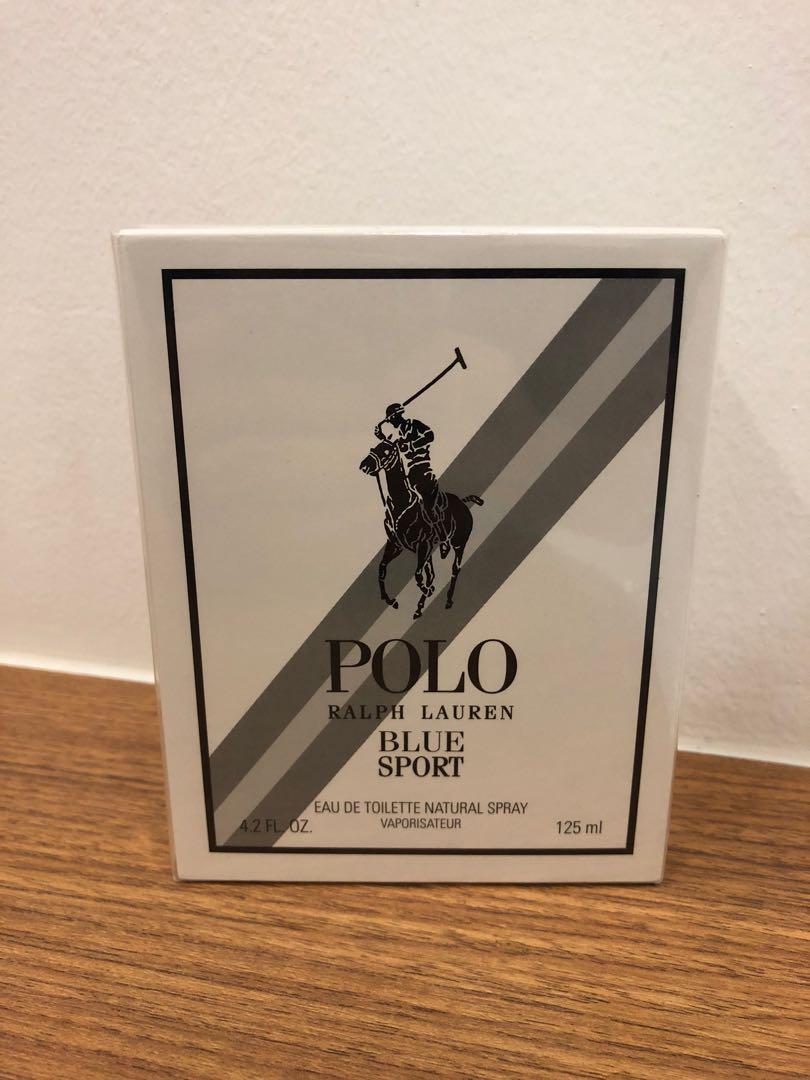 POLO
RALPH LAUREN
BLUE
SPORT
EAU DE TOILETTE NATURAL SPRAY
4.2 FL. OZ. VAPORISATEUR 125 ml